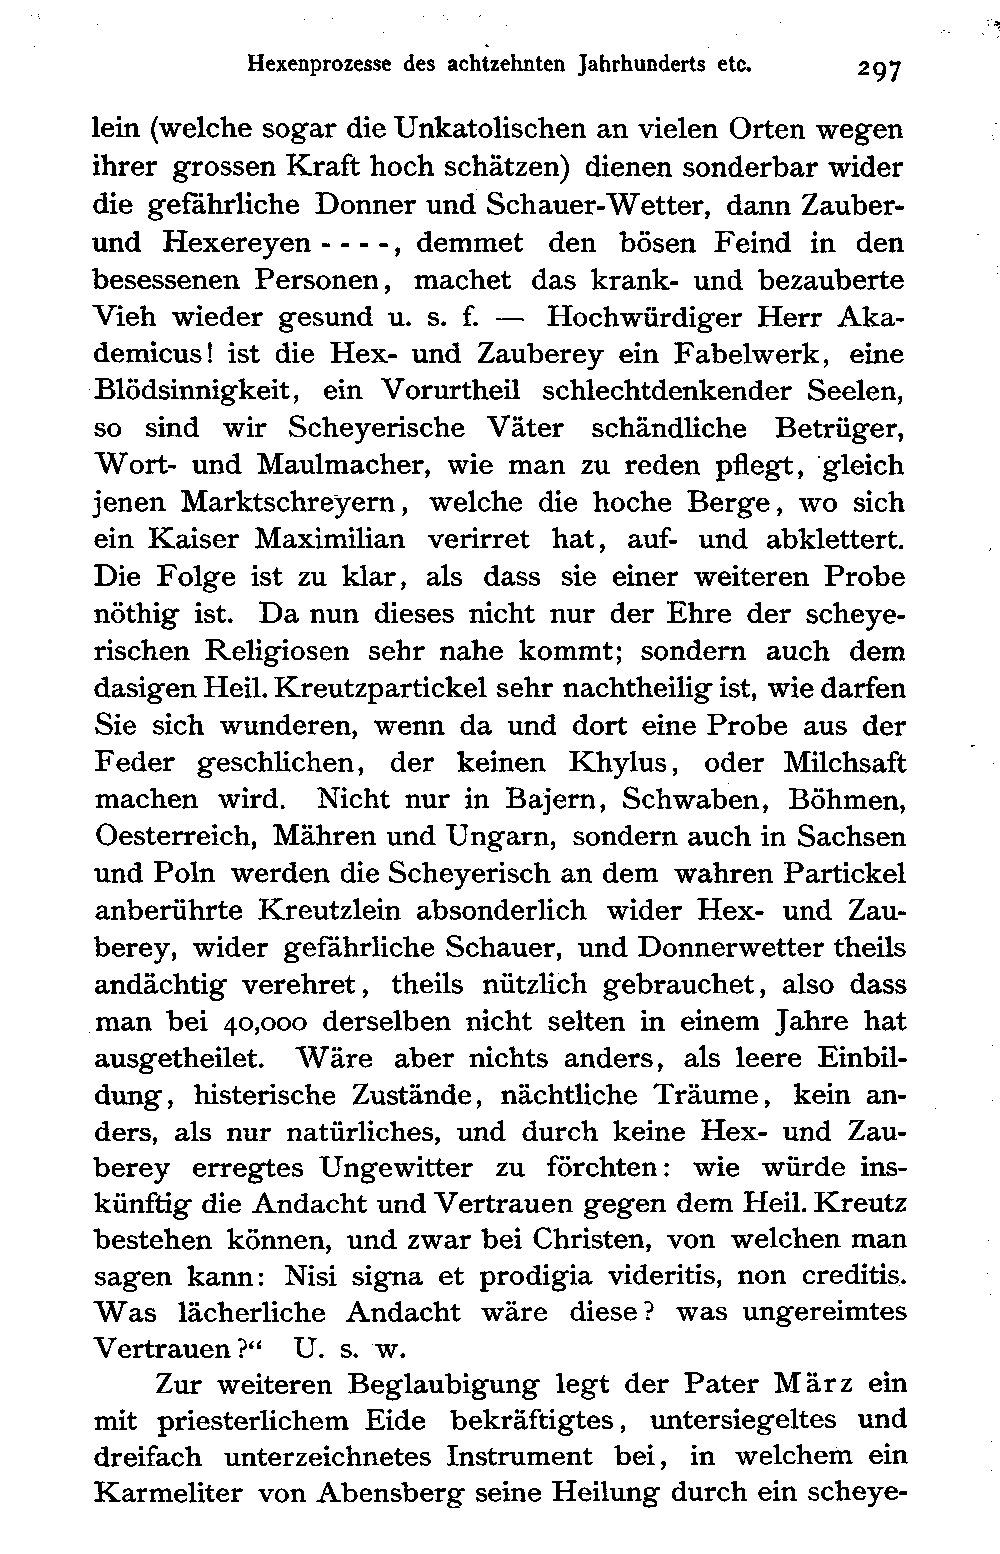 Hexenprozesse des achtzehnten Jahrhunderts etc. 297
lein (welche sogar die Unkatolischen an vielen Orten wegen
ihrer grossen Kraft hoch schätzen) dienen sonderbar wider
die gefährliche Donner und Schauer-Wetter, dann Zauber-
und Hexereyen - - - -, demmet den bösen Feind in den
besessenen Personen, machet das krank- und bezauberte
Vieh wieder gesund u. s. f. — Hochwürdiger Herr Aka-
demicus! ist die Hex- und Zauberey ein Fabelwerk, eine
Blödsinnigkeit, ein Vorurtheil schlechtdenkender Seelen,
so sind wir Scheyerische Väter schändliche Betrüger,
Wort- und Maulmacher, wie man zu reden pflegt, gleich
jenen Marktschreyern, welche die hoche Berge, wo sich
ein Kaiser Maximilian verirret hat, auf- und abklettert.
Die Folge ist zu klar, als dass sie einer weiteren Probe
nöthig ist. Da nun dieses nicht nur der Ehre der scheye-
rischen Religiosen sehr nahe kommt; sondern auch dem
dasigen Heil. Kreutzpartickel sehr nachtheilig ist, wie darfen
Sie sich wunderen, wenn da und dort eine Probe aus der
Feder geschlichen, der keinen Khylus, oder Milchsaft
machen wird. Nicht nur in Bajern, Schwaben, Böhmen,
Oesterreich, Mähren und Ungarn, sondern auch in Sachsen
und Poln werden die Scheyerisch an dem wahren Partickel
anberührte Kreutzlein absonderlich wider Hex- und Zau-
berey, wider gefährliche Schauer, und Donnerwetter theils
andächtig verehret, theils nützlich gebrauchet, also dass
man bei 40,000 derselben nicht selten in einem Jahre hat
ausgetheilet. Wäre aber nichts anders, als leere Einbil-
dung, histerische Zustände, nächtliche Träume, kein an-
ders, als nur natürliches, und durch keine Hex- und Zau-
berey erregtes Ungewitter zu förchten: wie würde ins-
künftig die Andacht und Vertrauen gegen dem Heil. Kreutz
bestehen können, und zwar bei Christen, von welchen man
sagen kann: Nisi signa et prodigia videritis, non creditis.
Was lächerliche Andacht wäre diese? was ungereimtes
Vertrauen?“ U. s. w.
Zur weiteren Beglaubigung legt der Pater März ein
mit priesterlichem Eide bekräftigtes, untersiegeltes und
dreifach unterzeichnetes Instrument bei, in welchem ein
Karmeliter von Abensberg seine Heilung durch ein scheye-